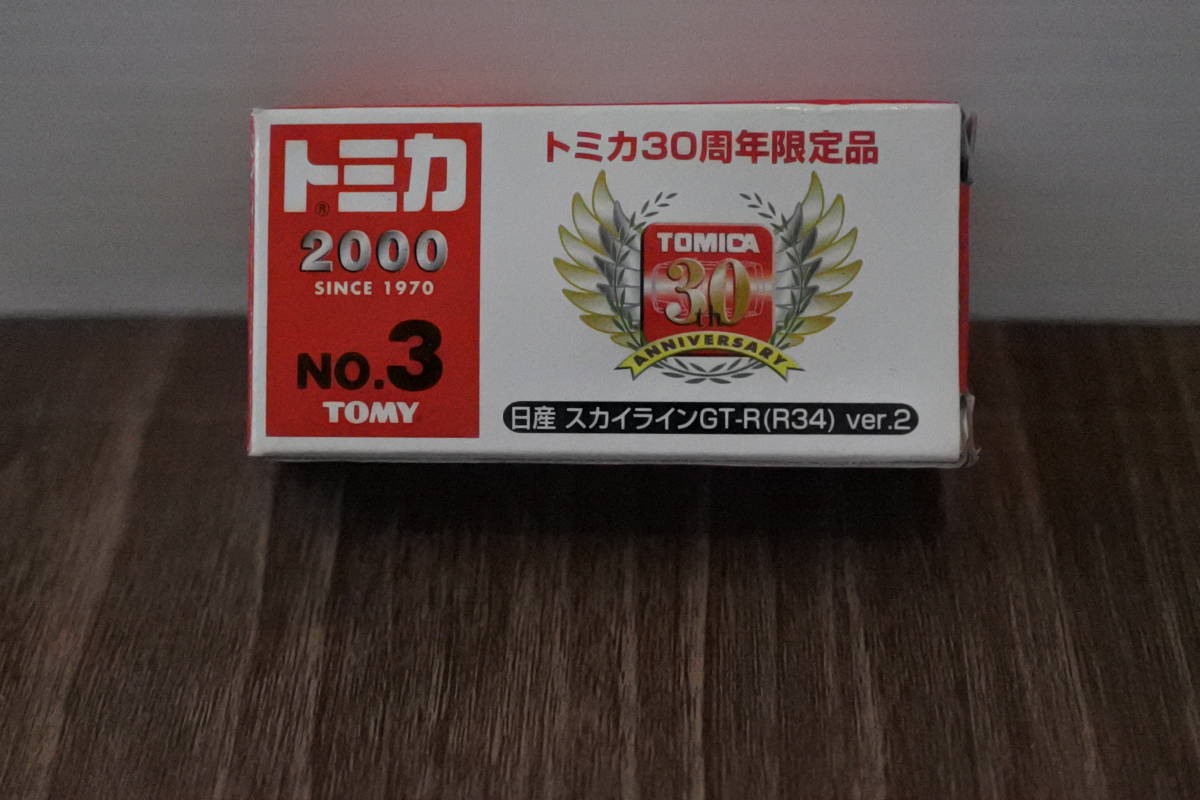 トミカ
®
2000
SINCE 1970
NO.3
TOMY
トミカ30周年限定品
TOMICA
30th
ANNIVERSARY
日産 スカイラインGT-R(R34) ver.2